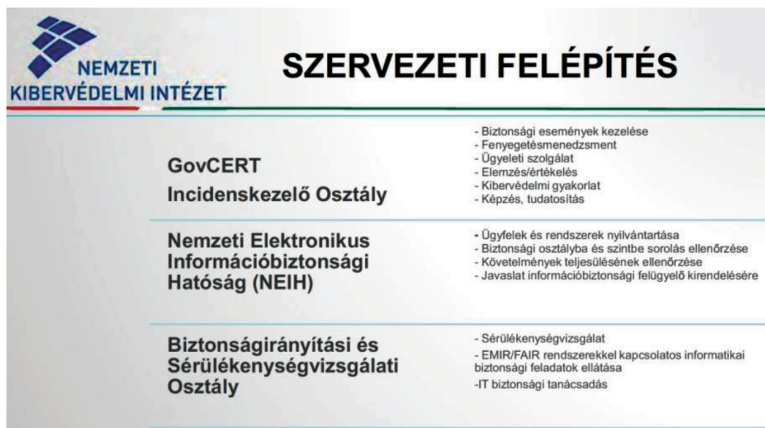 NEMZETI
KIBERVÉDELMI INTÉZET
SZERVEZETI FELÉPÍTÉS
GovCERT
Incidenskezelő Osztály
- Biztonsági események kezelése
- Fenyegetésmenedzsment
- Ügyeleti szolgálat
- Elemzés/értékelés
- Kibervédelmi gyakorlat
- Képzés, tudatosítás
Nemzeti Elektronikus
Információbiztonsági
Hatóság (NEIH)
- Ügyfelek és rendszerek nyilvántartása
- Biztonsági osztályba és szintbe sorolás ellenőrzése
- Követelmények teljesülésének ellenőrzése
- Javaslat információbiztonsági felügyelő kirendelésére
Biztonságirányítási és
Sérülékenységvizsgálati
Osztály
- Sérülékenységvizsgálat
- EMIR/FAIR rendszerekkel kapcsolatos informatikai
biztonsági feladatok ellátása
-IT biztonsági tanácsadás